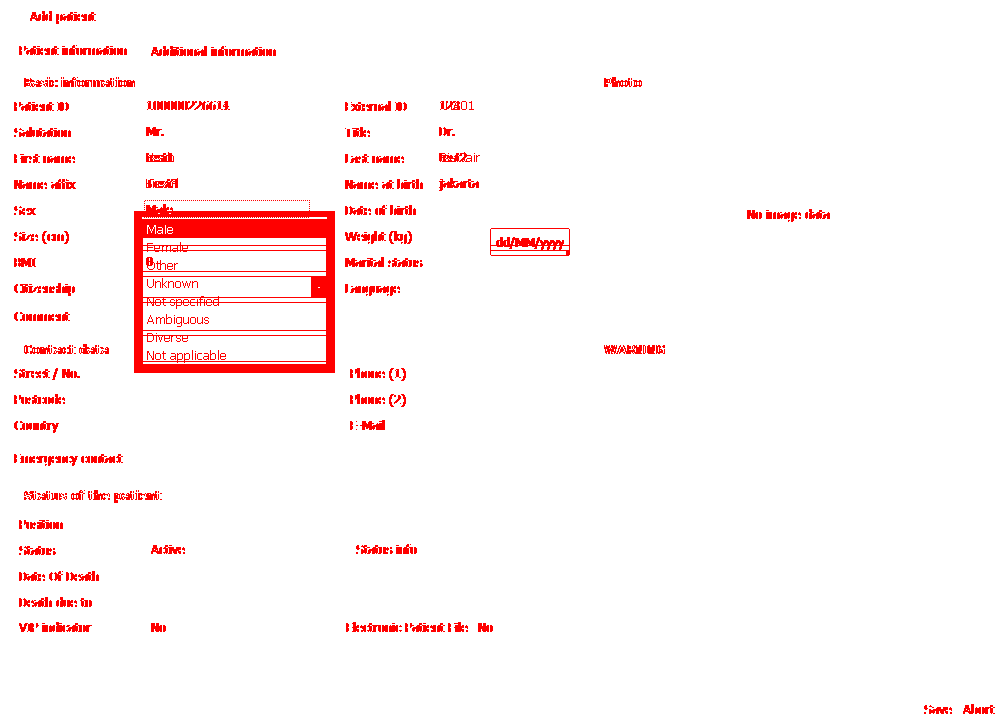 Add patient
Patient information Additional information
Basic information Photo
Patient ID 100000226614 External ID
Salutation Mr. Title Dr.
First name Last name
Name affix Name at birth jakarta
Sex Male Date of birth No image data
Male
Size (cm) Weight (kg) dd/MM/yyyy
Female
BMI 0 Other Marital status
Citizenship Unknown Language
Not specified
Comment Ambiguous
Diverse
Contact data WARNING
Not applicable
Street / No. Phone (1)
Postcode Phone (2)
Country E-Mail
Emergency contact
Status of the patient
Position
Status Active Status info
Date Of Death
Death due to
VIP indicator No Electronic Patient File No
Save Abort